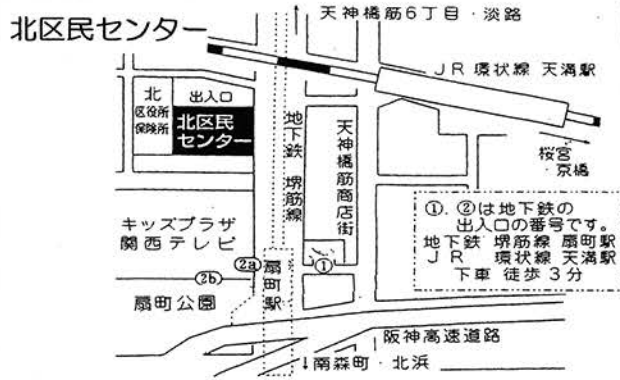 天神橋筋6丁目・淡路
北区民センター
JR 環状線 天満駅
北
区役所
保険所
出入口
北区民
センター
地下鉄 堺筋線
天神橋筋商店街
桜宮
・京橋
①.②は地下鉄の
出入口の番号です。
地下鉄 堺筋線 扇町駅
JR 環状線 天満駅
下車 徒歩3分
キッズプラザ
関西テレビ
2a
扇町駅
①
2b
扇町公園
阪神高速道路
↓南森町・北浜